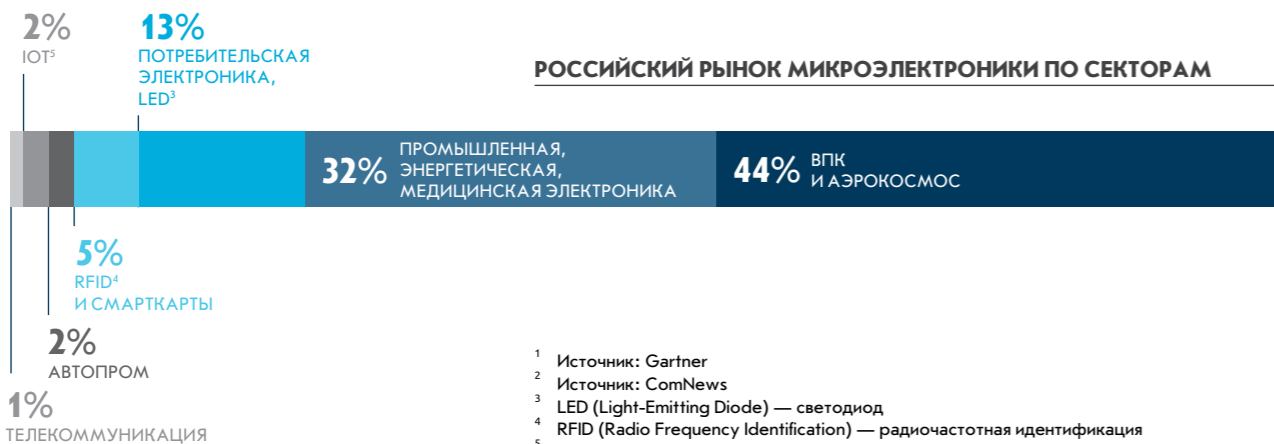 2%
IOT⁵
13%
ПОТРЕБИТЕЛЬСКАЯ
ЭЛЕКТРОНИКА,
LED³
РОССИЙСКИЙ РЫНОК МИКРОЭЛЕКТРОНИКИ ПО СЕКТОРАМ
32%
ПРОМЫШЛЕННАЯ,
ЭНЕРГЕТИЧЕСКАЯ,
МЕДИЦИНСКАЯ ЭЛЕКТРОНИКА
44%
ВПК
И АЭРОКОСМОС
5%
RFID⁴
И СМАРТКАРТЫ
2%
АВТОПРОМ
1%
ТЕЛЕКОММУНИКАЦИЯ
¹ Источник: Gartner
² Источник: ComNews
³ LED (Light-Emitting Diode) — светодиод
⁴ RFID (Radio Frequency Identification) — радиочастотная идентификация
⁵